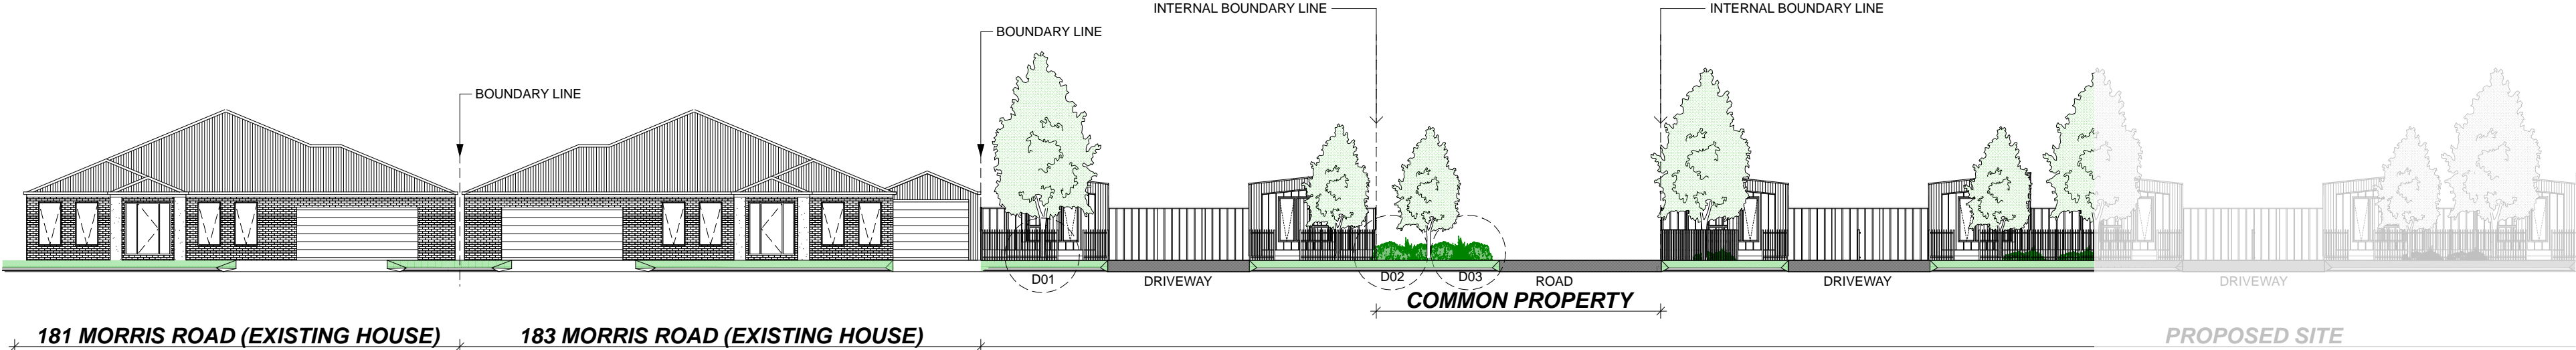 INTERNAL BOUNDARY LINE
INTERNAL BOUNDARY LINE
BOUNDARY LINE
BOUNDARY LINE
D01
DRIVEWAY
D02
D03
ROAD
DRIVEWAY
DRIVEWAY
COMMON PROPERTY
181 MORRIS ROAD (EXISTING HOUSE)
183 MORRIS ROAD (EXISTING HOUSE)
PROPOSED SITE